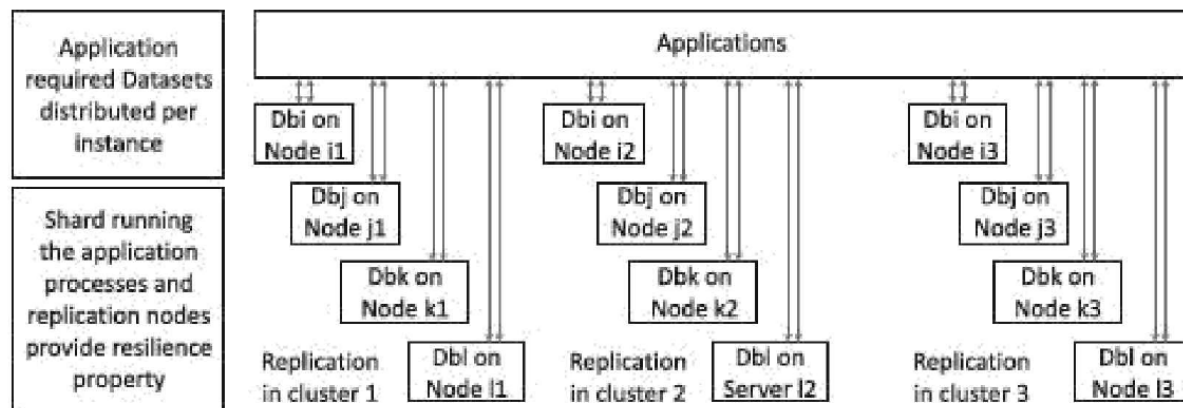 Application
required Datasets
distributed per
instance
Shard running
the application
processes and
replication nodes
provide resilience
property
Applications
Dbi on
Node i1
Dbj on
Node j1
Dbk on
Node k1
Dbl on
Node l1
Replication
in cluster 1
Dbi on
Node i2
Dbj on
Node j2
Dbk on
Node k2
Dbl on
Server l2
Replication
in cluster 2
Dbi on
Node i3
Dbj on
Node j3
Dbk on
Node k3
Dbl on
Node l3
Replication
in cluster 3